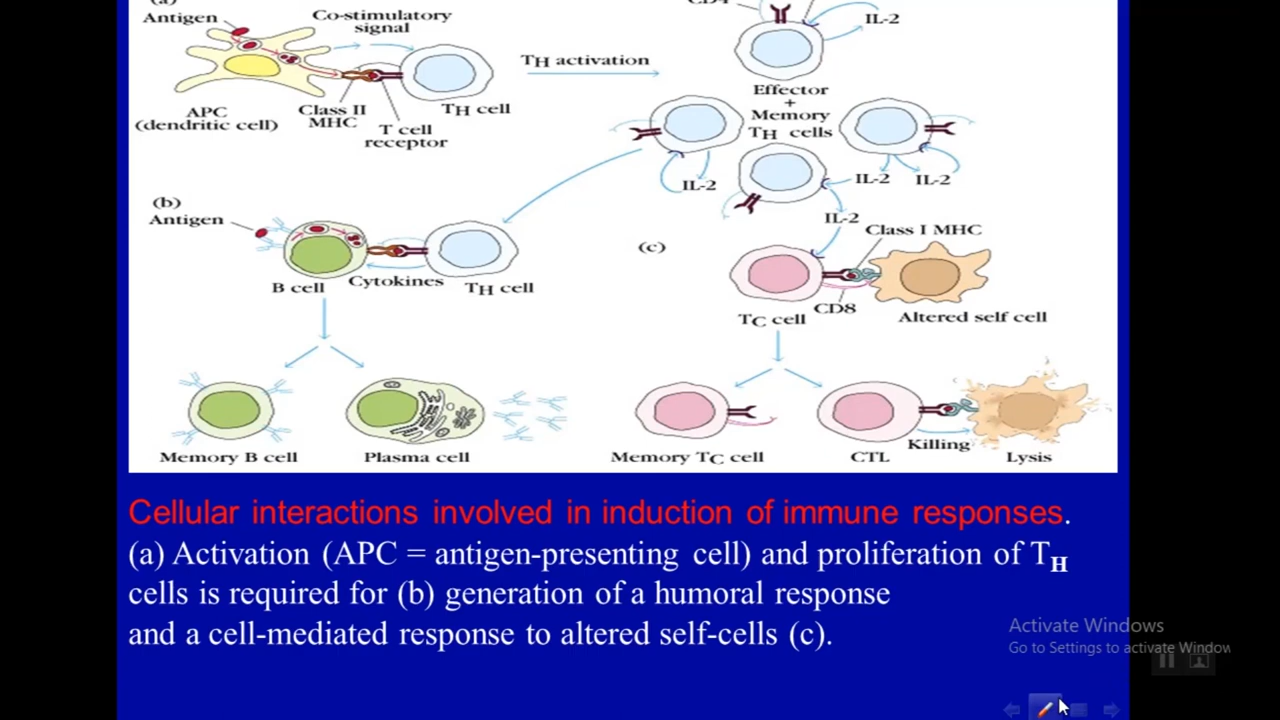 (a)
Antigen
Co-stimulatory
signal
APC
(dendritic cell)
Class II
MHC
T cell
receptor
TH cell
TH activation
CD4
IL-2
Effector
+
Memory
TH cells
IL-2
IL-2
IL-2
IL-2
(b)
Antigen
B cell
Cytokines
TH cell
Memory B cell
Plasma cell
(c)
Class I MHC
TC cell
CD8
Altered self cell
Memory TC cell
CTL
Killing
Lysis
Cellular interactions involved in induction of immune responses.
(a) Activation (APC = antigen-presenting cell) and proliferation of TH
cells is required for (b) generation of a humoral response
and a cell-mediated response to altered self-cells (c).
Activate Windows
Go to Settings to activate Window